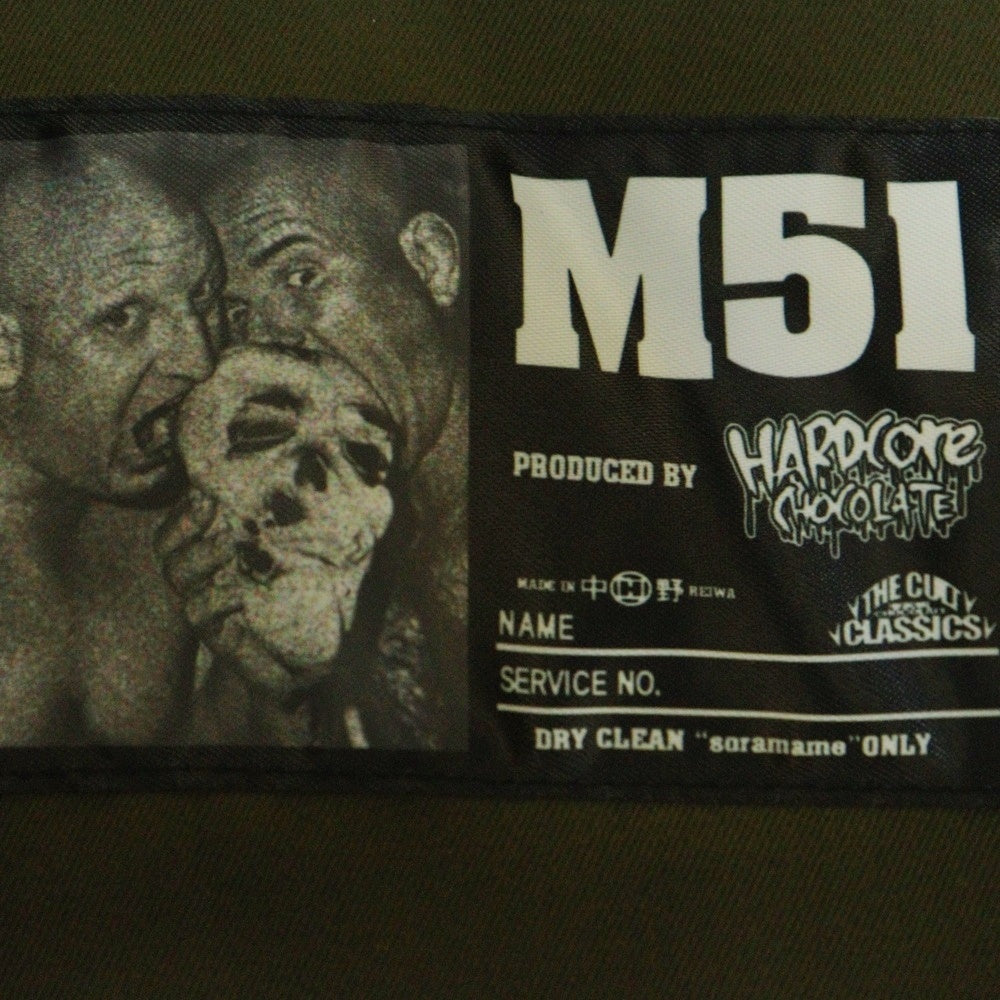 M51
PRODUCED BY
HARDCORE
CHOCOLATE
MADE IN 中野 REIWA
THE CULT
CLASSICS
NAME
SERVICE NO.
DRY CLEAN "soramame" ONLY